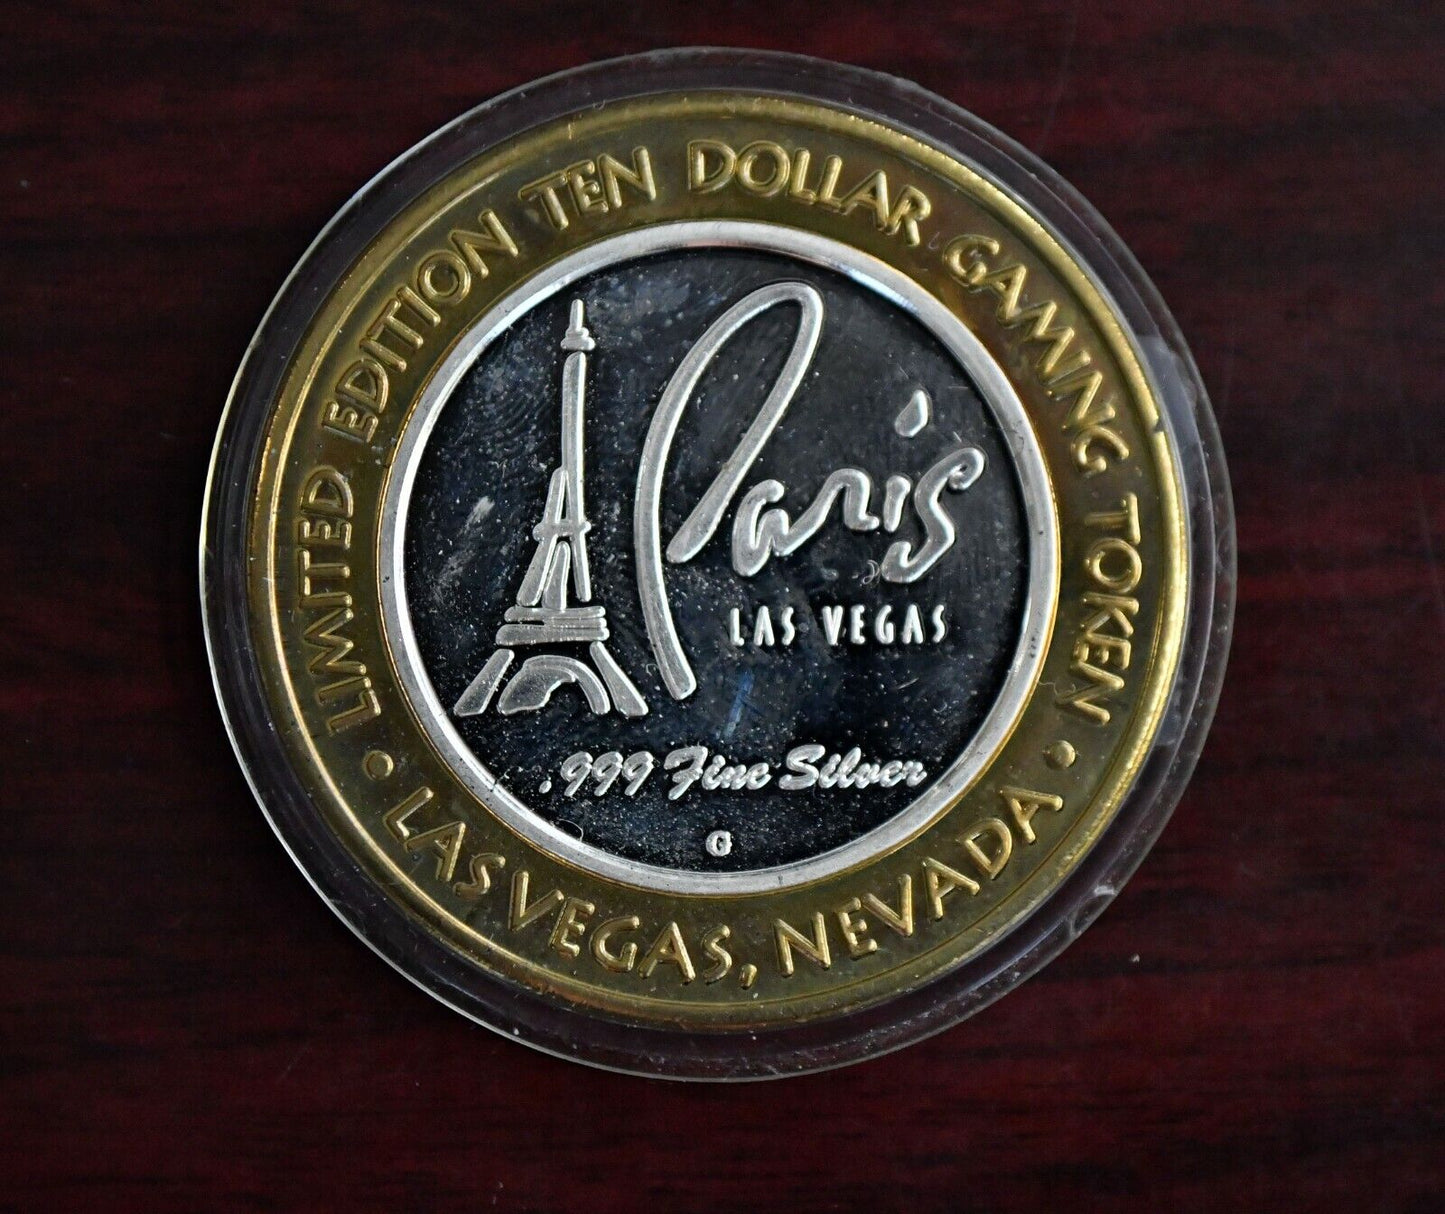 LIMITED EDITION TEN DOLLAR GAMING TOKEN
Paris
LAS VEGAS
.999 Fine Silver
G
• LAS VEGAS, NEVADA •